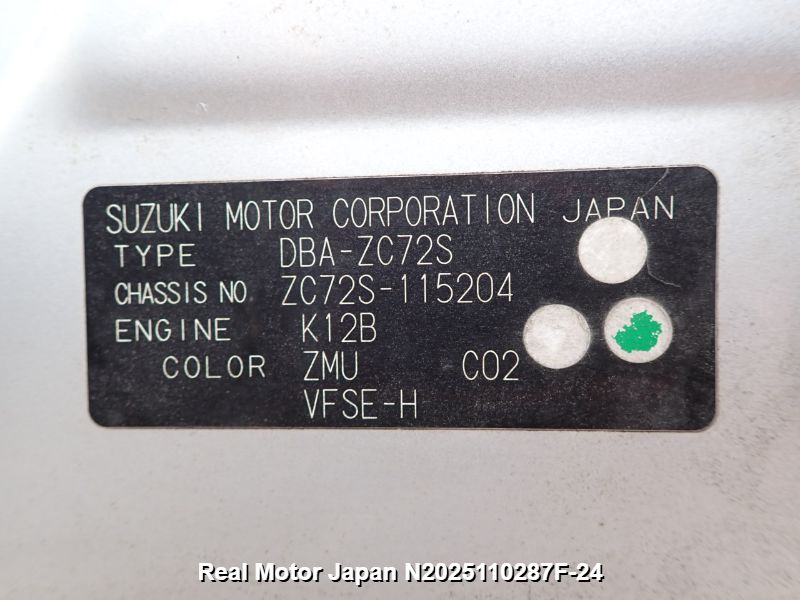 SUZUKI MOTOR CORPORATION JAPAN
TYPE DBA-ZC72S
CHASSIS NO. ZC72S-115204
ENGINE K12B
COLOR ZMU C02
VFSE-H
Real Motor Japan N2025110287F-24